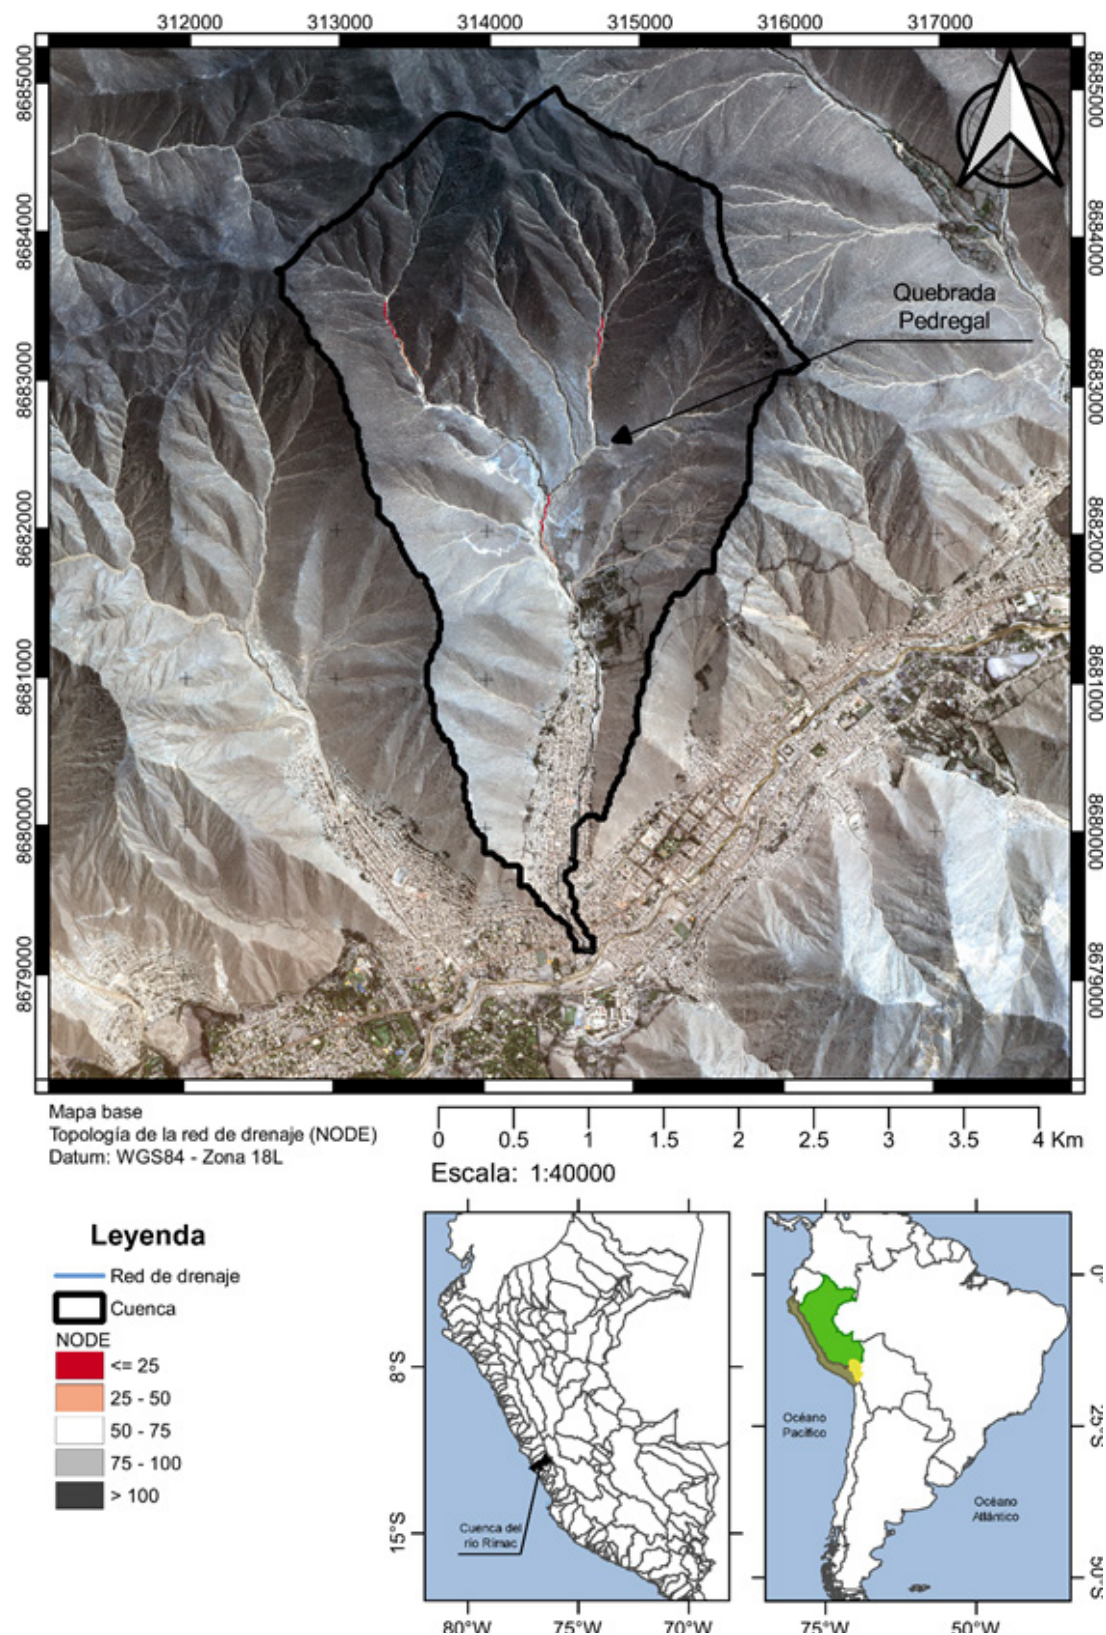 312000 313000 314000 315000 316000 317000
8685000
8685000
8684000
8684000
Quebrada
Pedregal
8683000
8683000
8682000
8682000
8681000
8681000
8680000
8680000
8679000
8679000
Mapa base
Topología de la red de drenaje (NODE)
Datum: WGS84 - Zona 18L
0 0.5 1 1.5 2 2.5 3 3.5 4 Km
Escala: 1:40000
Leyenda
Red de drenaje
Cuenca
NODE
<= 25
25 - 50
50 - 75
75 - 100
> 100
8°S
15°S
Cuenca del
río Rímac
80°W 75°W 70°W
0°
25°S
50°S
Océano
Pacífico
Océano
Atlántico
75°W 50°W